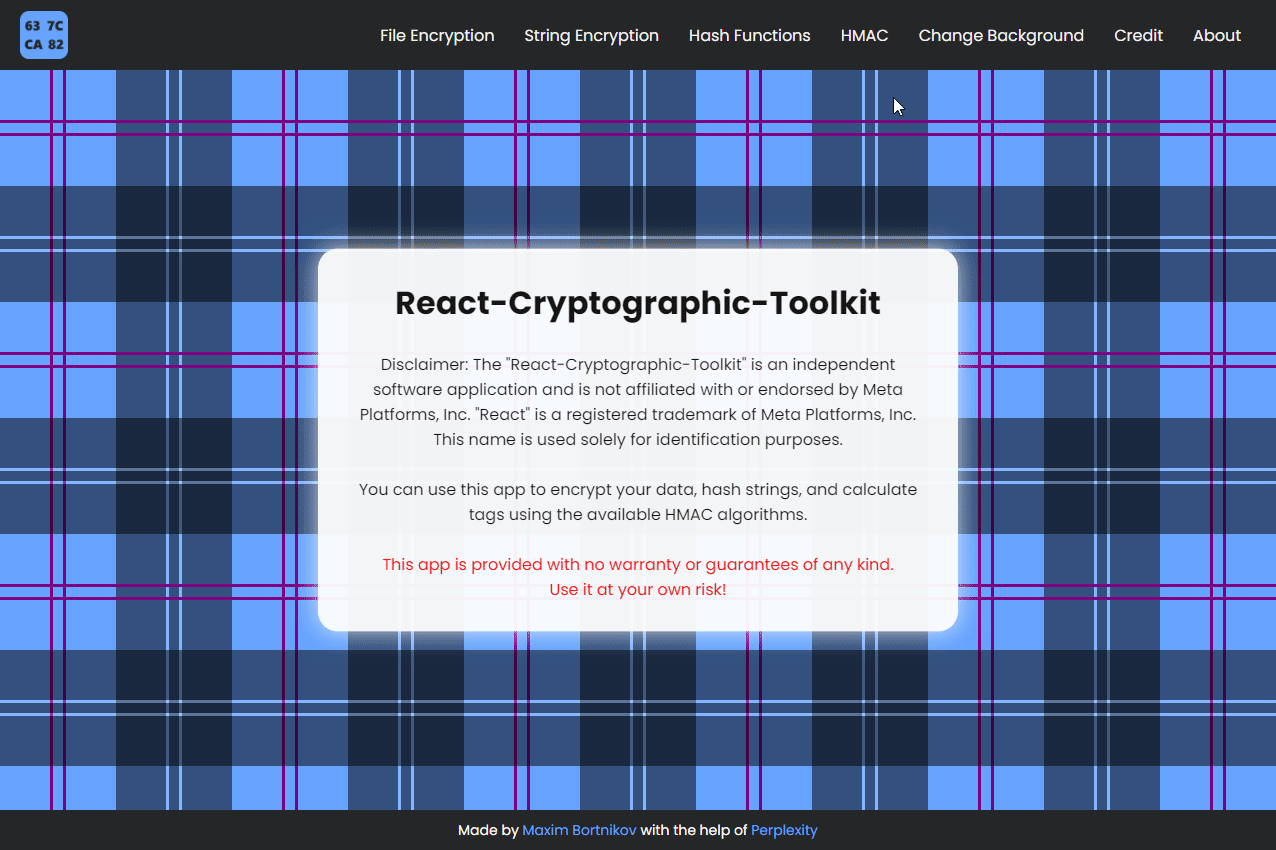 63 7C
CA 82
File Encryption String Encryption Hash Functions HMAC Change Background Credit About
React-Cryptographic-Toolkit
Disclaimer: The "React-Cryptographic-Toolkit" is an independent
software application and is not affiliated with or endorsed by Meta
Platforms, Inc. "React" is a registered trademark of Meta Platforms, Inc.
This name is used solely for identification purposes.
You can use this app to encrypt your data, hash strings, and calculate
tags using the available HMAC algorithms.
This app is provided with no warranty or guarantees of any kind.
Use it at your own risk!
Made by Maxim Bortnikov with the help of Perplexity